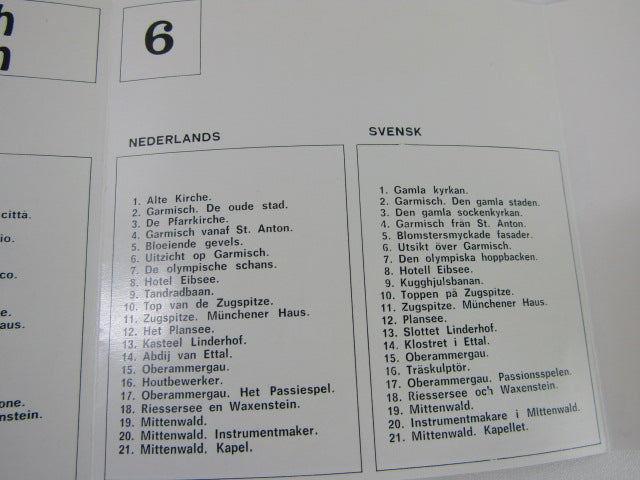 h
n
6
città.
io.
co.
aus.
one.
nstein.
NEDERLANDS
1. Alte Kirche.
2. Garmisch. De oude stad.
3. De Pfarrkirche.
4. Garmisch vanaf St. Anton.
5. Bloeiende gevels.
6. Uitzicht op Garmisch.
7. De olympische schans.
8. Hotel Eibsee.
9. Tandradbaan.
10. Top van de Zugspitze.
11. Zugspitze. Münchener Haus.
12. Het Plansee.
13. Kasteel Linderhof.
14. Abdij van Ettal.
15. Oberammergau.
16. Houtbewerker.
17. Oberammergau. Het Passiespel.
18. Riessersee en Waxenstein.
19. Mittenwald.
20. Mittenwald. Instrumentmaker.
21. Mittenwald. Kapel.
SVENSK
1. Gamla kyrkan.
2. Garmisch. Den gamla staden.
3. Den gamla sockenkyrkan.
4. Garmisch från St. Anton.
5. Blomstersmyckade fasader.
6. Utsikt över Garmisch.
7. Den olympiska hoppbacken.
8. Hotell Eibsee.
9. Kugghjulsbanan.
10. Toppen på Zugspitze.
11. Zugspitze. Münchener Haus.
12. Plansee.
13. Slottet Linderhof.
14. Klostret i Ettal.
15. Oberammergau.
16. Träskulptör.
17. Oberammergau. Passionsspelen.
18. Riessersee och Waxenstein.
19. Mittenwald.
20. Instrumentmakare i Mittenwald.
21. Mittenwald. Kapellet.